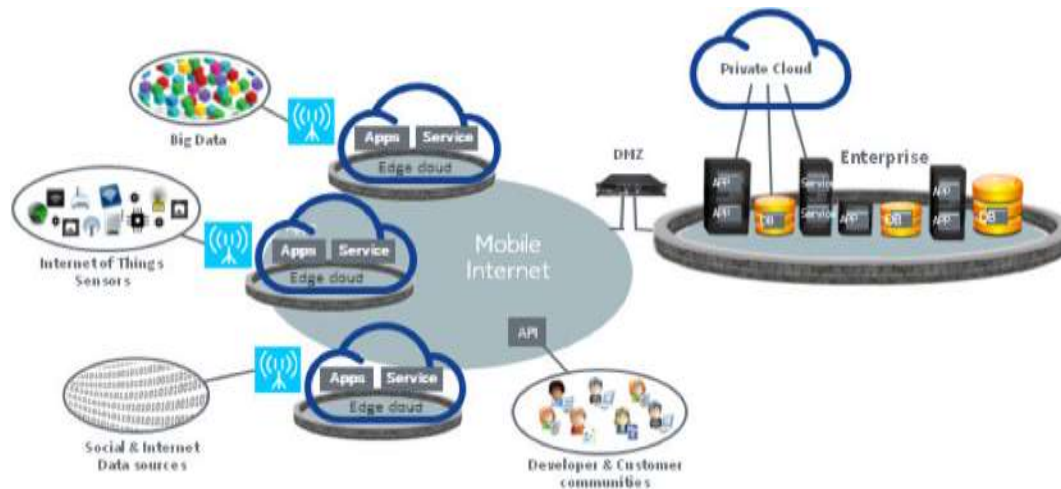 Private Cloud
Big Data
Apps Service
Edge cloud
DMZ
Enterprise
APP
APP
DB
Service
Service
APP
DB
APP
APP
DB
Mobile
Internet
Apps Service
Edge cloud
Internet of Things
Sensors
API
Apps Service
Edge cloud
Social & Internet
Data sources
Developer & Customer
communities